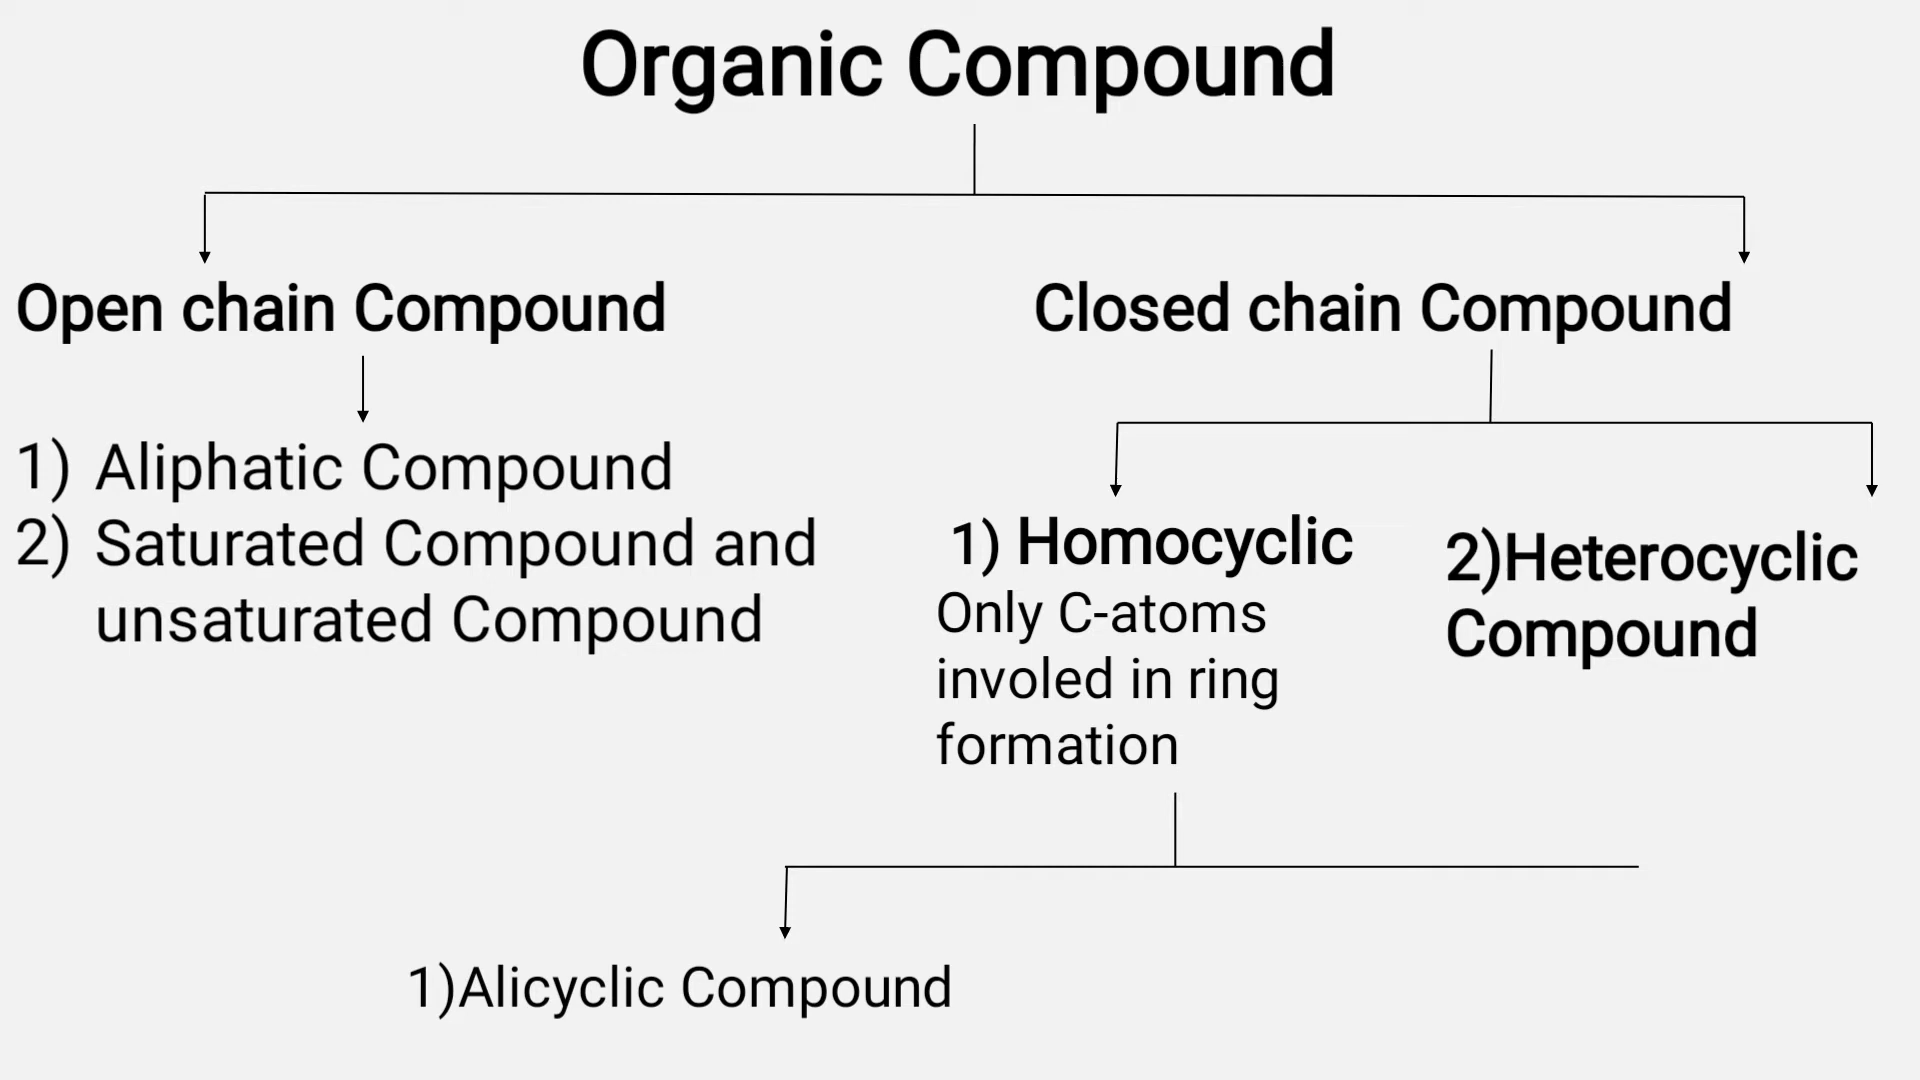 Organic Compound
Open chain Compound
Closed chain Compound
1) Aliphatic Compound
2) Saturated Compound and
unsaturated Compound
1) Homocyclic
Only C-atoms
involed in ring
formation
2)Heterocyclic
Compound
1)Alicyclic Compound